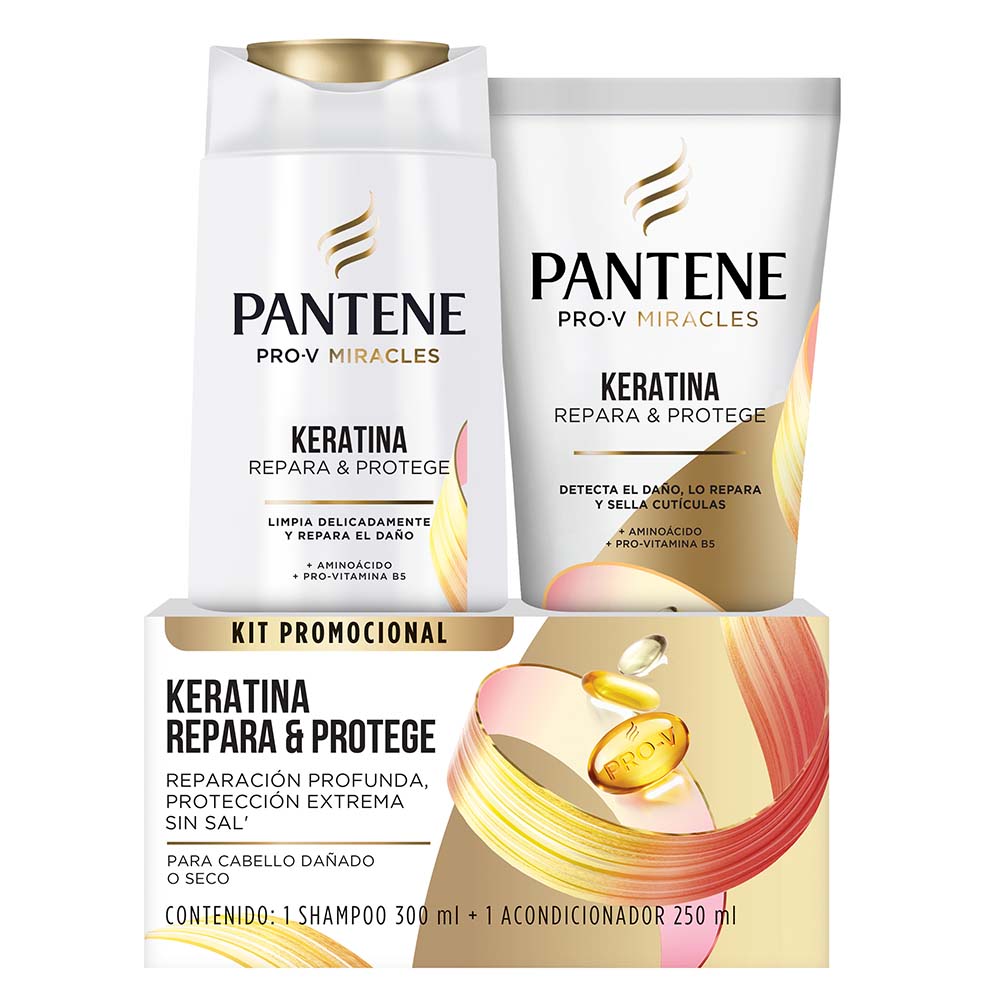 PANTENE
PRO-V MIRACLES
KERATINA
REPARA & PROTEGE
LIMPIA DELICADAMENTE
Y REPARA EL DAÑO
+ AMINOÁCIDO
+ PRO-VITAMINA B5
PANTENE
PRO-V MIRACLES
KERATINA
REPARA & PROTEGE
DETECTA EL DAÑO, LO REPARA
Y SELLA CUTÍCULAS
+ AMINOÁCIDO
+ PRO-VITAMINA B5
KIT PROMOCIONAL
KERATINA
REPARA & PROTEGE
REPARACIÓN PROFUNDA,
PROTECCIÓN EXTREMA
SIN SAL'
PARA CABELLO DAÑADO
O SECO
PRO-V
CONTENIDO: 1 SHAMPOO 300 ml + 1 ACONDICIONADOR 250 ml